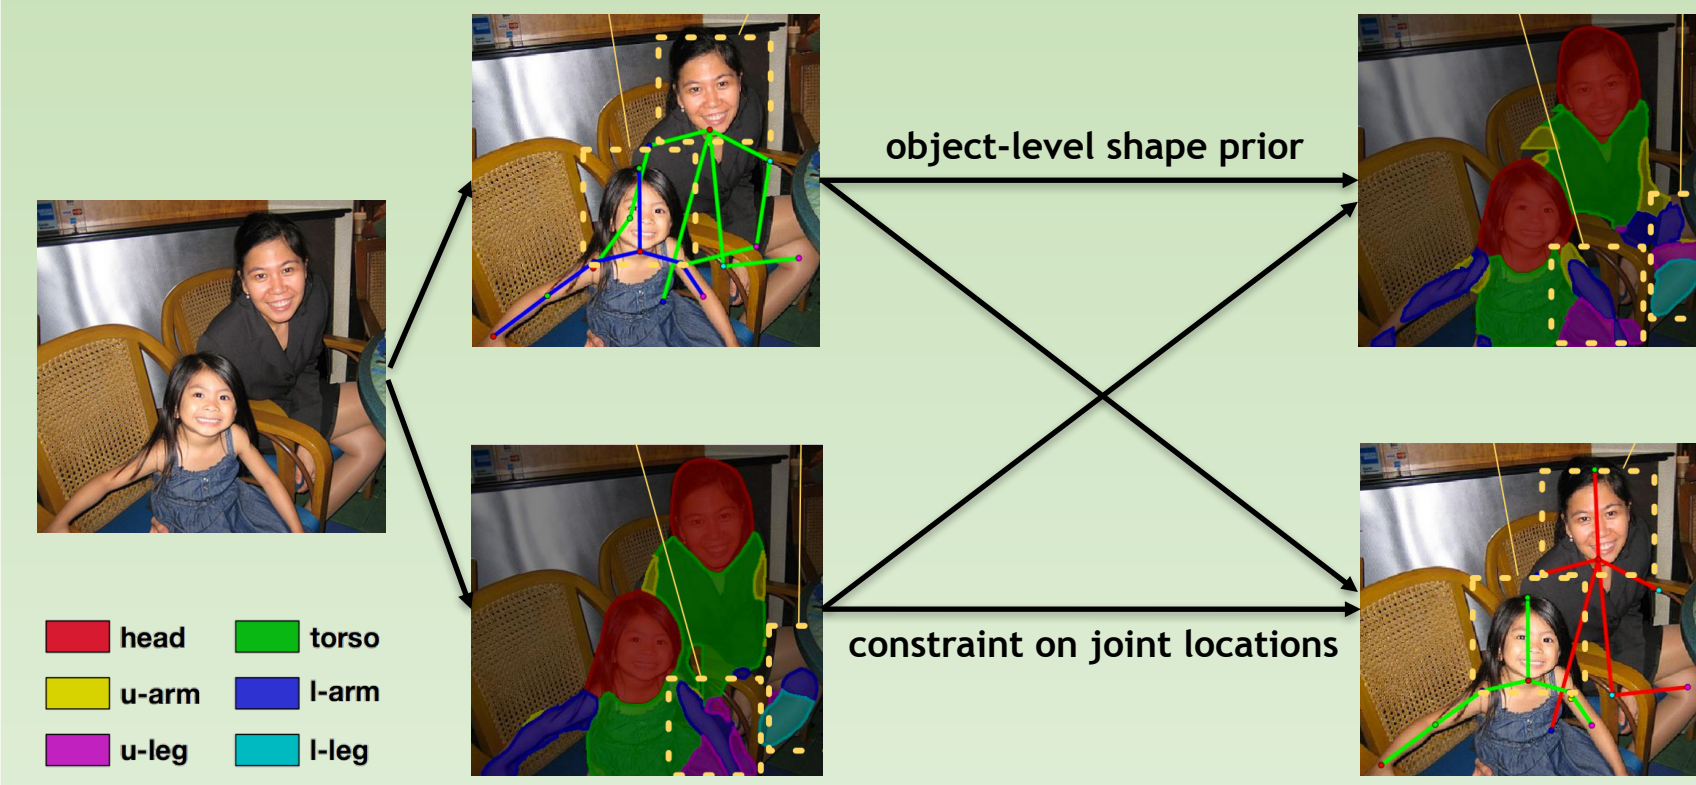 object-level shape prior
constraint on joint locations
head torso
u-arm l-arm
u-leg l-leg